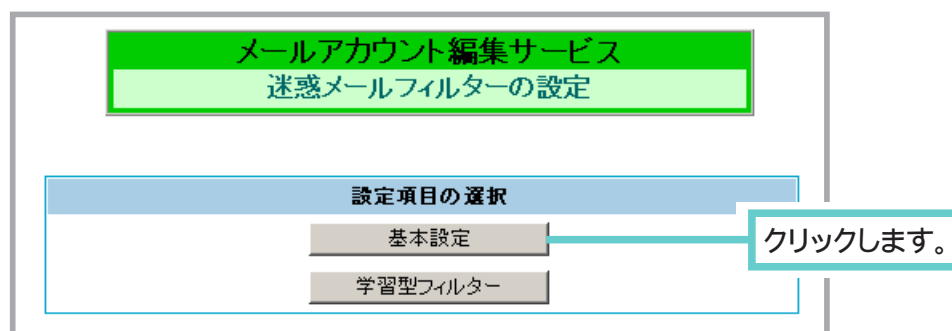 メールアカウント編集サービス
迷惑メールフィルターの設定
設定項目の選択
基本設定
クリックします。
学習型フィルター